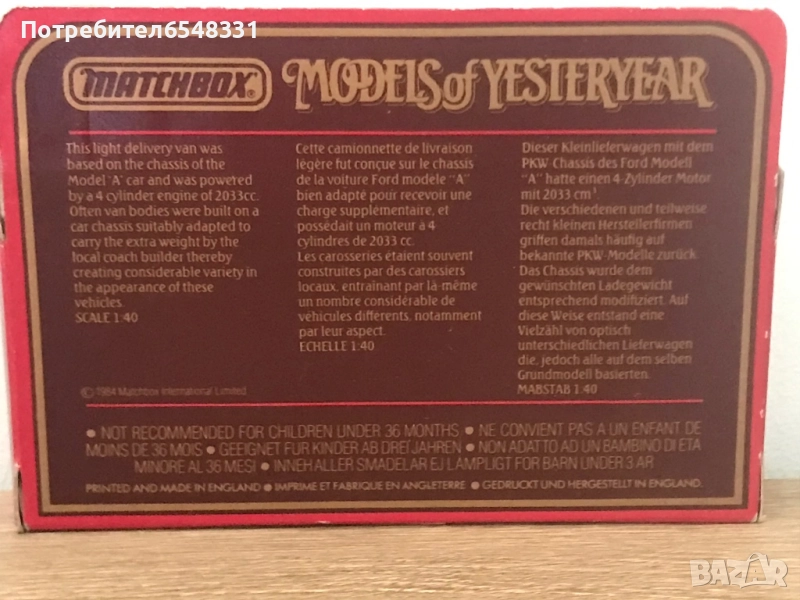 Потребител6548331
MATCHBOX®
MODELS of YESTERYEAR
This light delivery van was
based on the chassis of the
Model 'A' car and was powered
by a 4 cylinder engine of 2033cc.
Often van bodies were built on a
car chassis suitably adapted to
carry the extra weight by the
local coach builder thereby
creating considerable variety in
the appearance of these
vehicles.
SCALE 1:40
Cette camionnette de livraison
légère fut conçue sur le chassis
de la voiture Ford modèle "A"
bien adapté pour recevoir une
charge supplémentaire, et
possédait un moteur à 4
cylindres de 2033 cc.
Les carosseries étaient souvent
construites par des carossiers
locaux, entraînant par là-même
un nombre considérable de
véhicules différents, notamment
par leur aspect.
ECHELLE 1:40
Dieser Kleinlieferwagen mit dem
PKW-Chassis des Ford Modell
"A" hatte einen 4-Zylinder Motor
mit 2033 cm³.
Die verschiedenen und teilweise
recht kleinen Herstellerfirmen
griffen damals häufig auf
bekannte PKW-Modelle zurück.
Das Chassis wurde dem
gewünschten Ladegewicht
entsprechend modifiziert. Auf
diese Weise entstand eine
Vielzahl von optisch
unterschiedlichen Lieferwagen
die, jedoch alle auf dem selben
Grundmodell basierten.
MABSTAB 1:40
© 1984 Matchbox International Limited
● NOT RECOMMENDED FOR CHILDREN UNDER 36 MONTHS ● NE CONVIENT PAS A UN ENFANT DE
MOINS DE 36 MOIS ● GEEIGNET FUR KINDER AB DREI JAHREN ● NON ADATTO AD UN BAMBINO DI ETA
MINORE AL 36 MESI ● INNEHALLER SMADELAR EJ LAMPLIGT FOR BARN UNDER 3 AR
PRINTED AND MADE IN ENGLAND ● IMPRIME ET FABRIQUE EN ANGLETERRE ● GEDRUCKT UND HERGESTELLT IN ENGLAND.
BAZAR